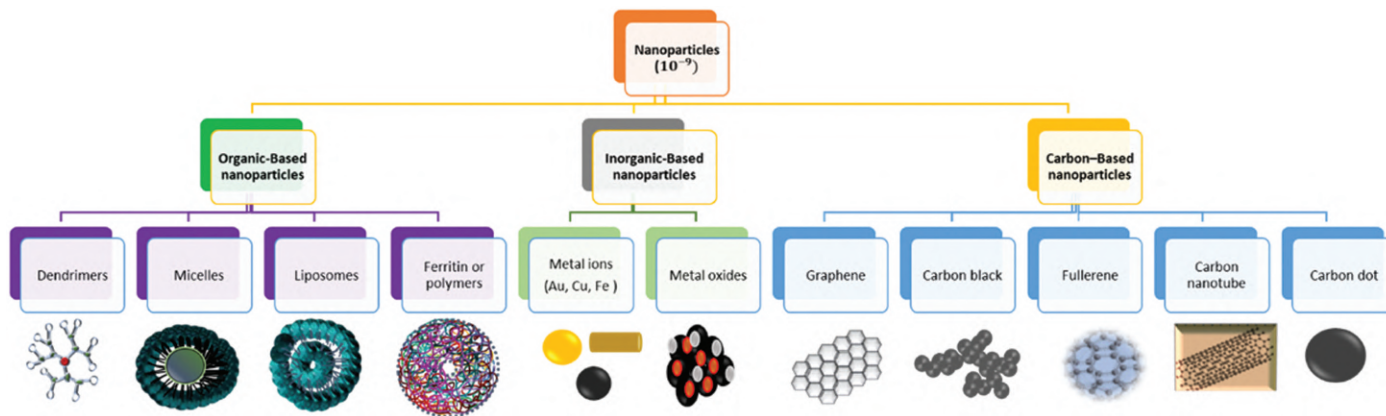 Nanoparticles
(10⁻⁹)
Organic-Based
nanoparticles
Inorganic-Based
nanoparticles
Carbon–Based
nanoparticles
Dendrimers
Micelles
Liposomes
Ferritin or
polymers
Metal ions
(Au, Cu, Fe )
Metal oxides
Graphene
Carbon black
Fullerene
Carbon
nanotube
Carbon dot